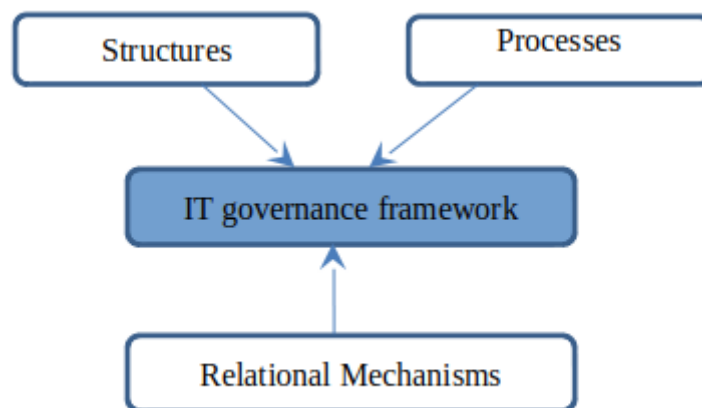 Structures
Processes
IT governance framework
Relational Mechanisms